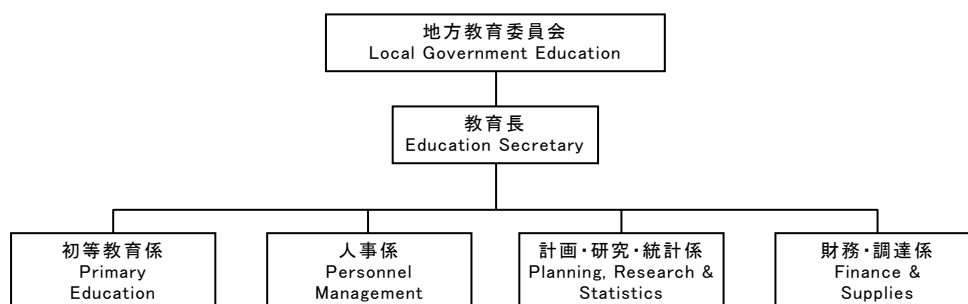 地方教育委員会
Local Government Education
教育長
Education Secretary
初等教育係
Primary
Education
人事係
Personnel
Management
計画・研究・統計係
Planning, Research &
Statistics
財務・調達係
Finance &
Supplies